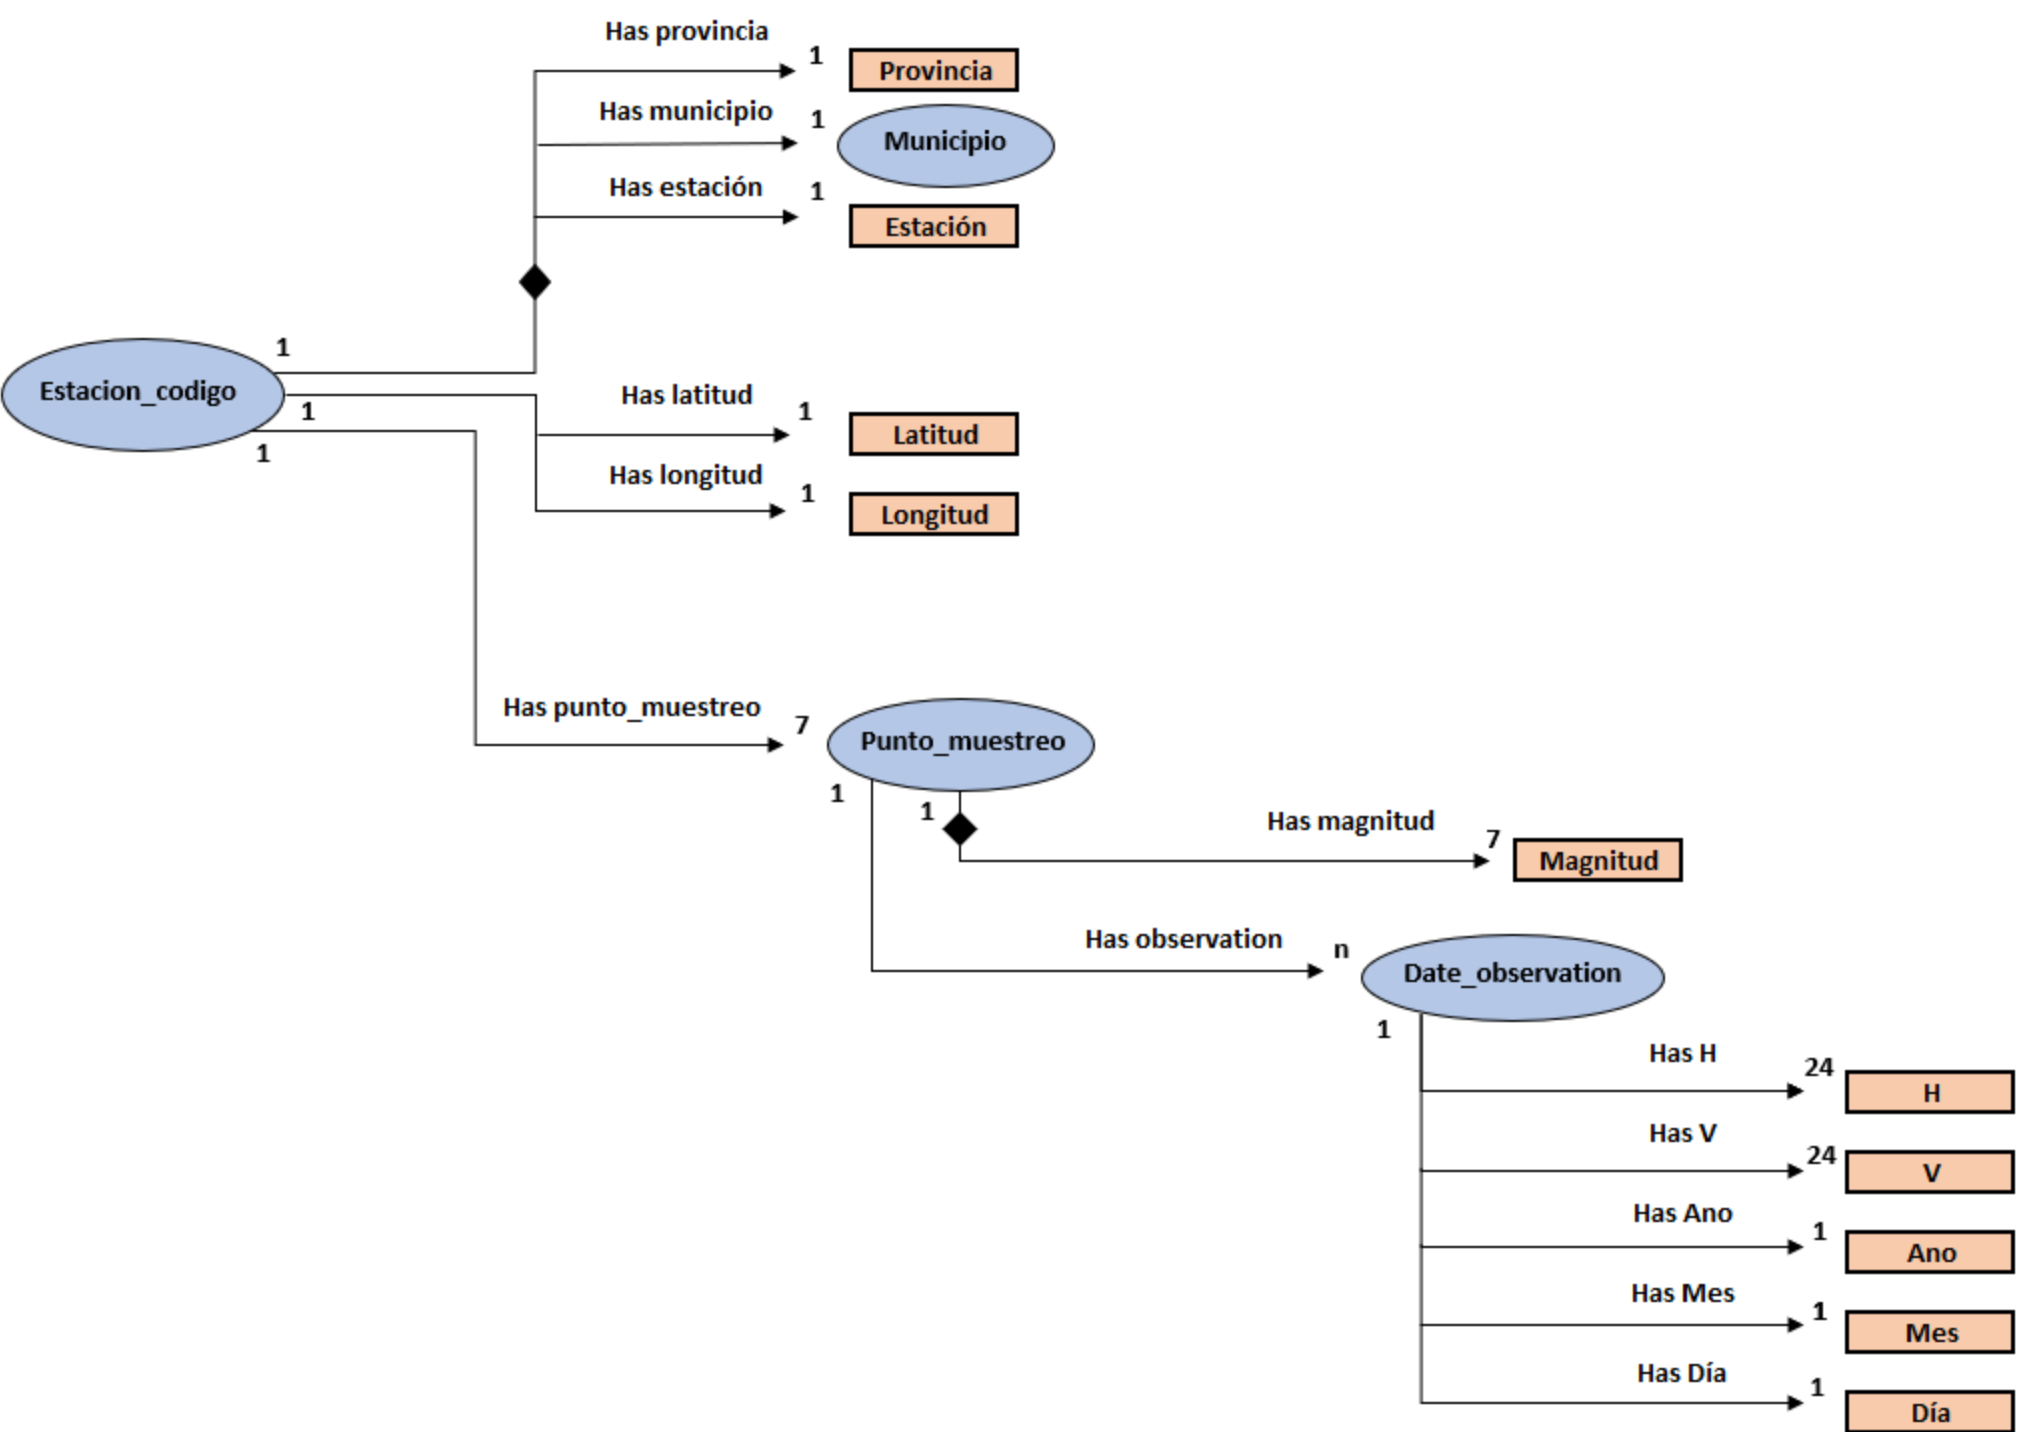 Has provincia
1
Provincia
Has municipio
1
Municipio
Has estación
1
Estación
1
Estacion_codigo
1
1
Has latitud
1
Latitud
Has longitud
1
Longitud
Has punto_muestreo
7
Punto_muestreo
1
1
Has magnitud
7
Magnitud
Has observation
n
Date_observation
1
Has H
24
H
Has V
24
V
Has Ano
1
Ano
Has Mes
1
Mes
Has Día
1
Día